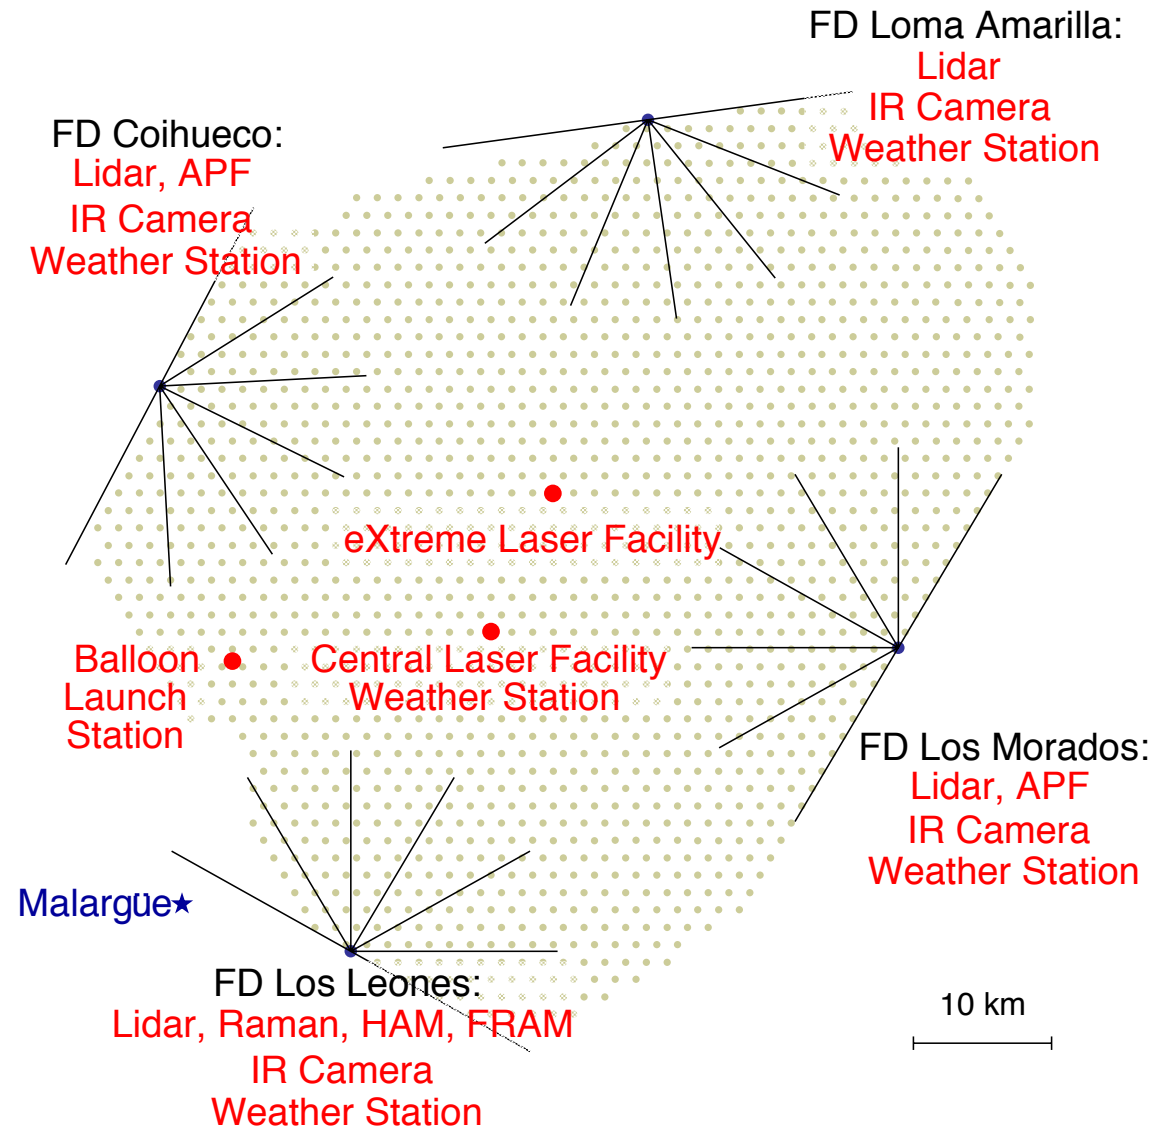 FD Loma Amarilla:
Lidar
IR Camera
Weather Station
FD Coihueco:
Lidar, APF
IR Camera
Weather Station
eXtreme Laser Facility
Balloon
Launch
Station
Central Laser Facility
Weather Station
FD Los Morados:
Lidar, APF
IR Camera
Weather Station
Malargüe
FD Los Leones:
Lidar, Raman, HAM, FRAM
IR Camera
Weather Station
10 km